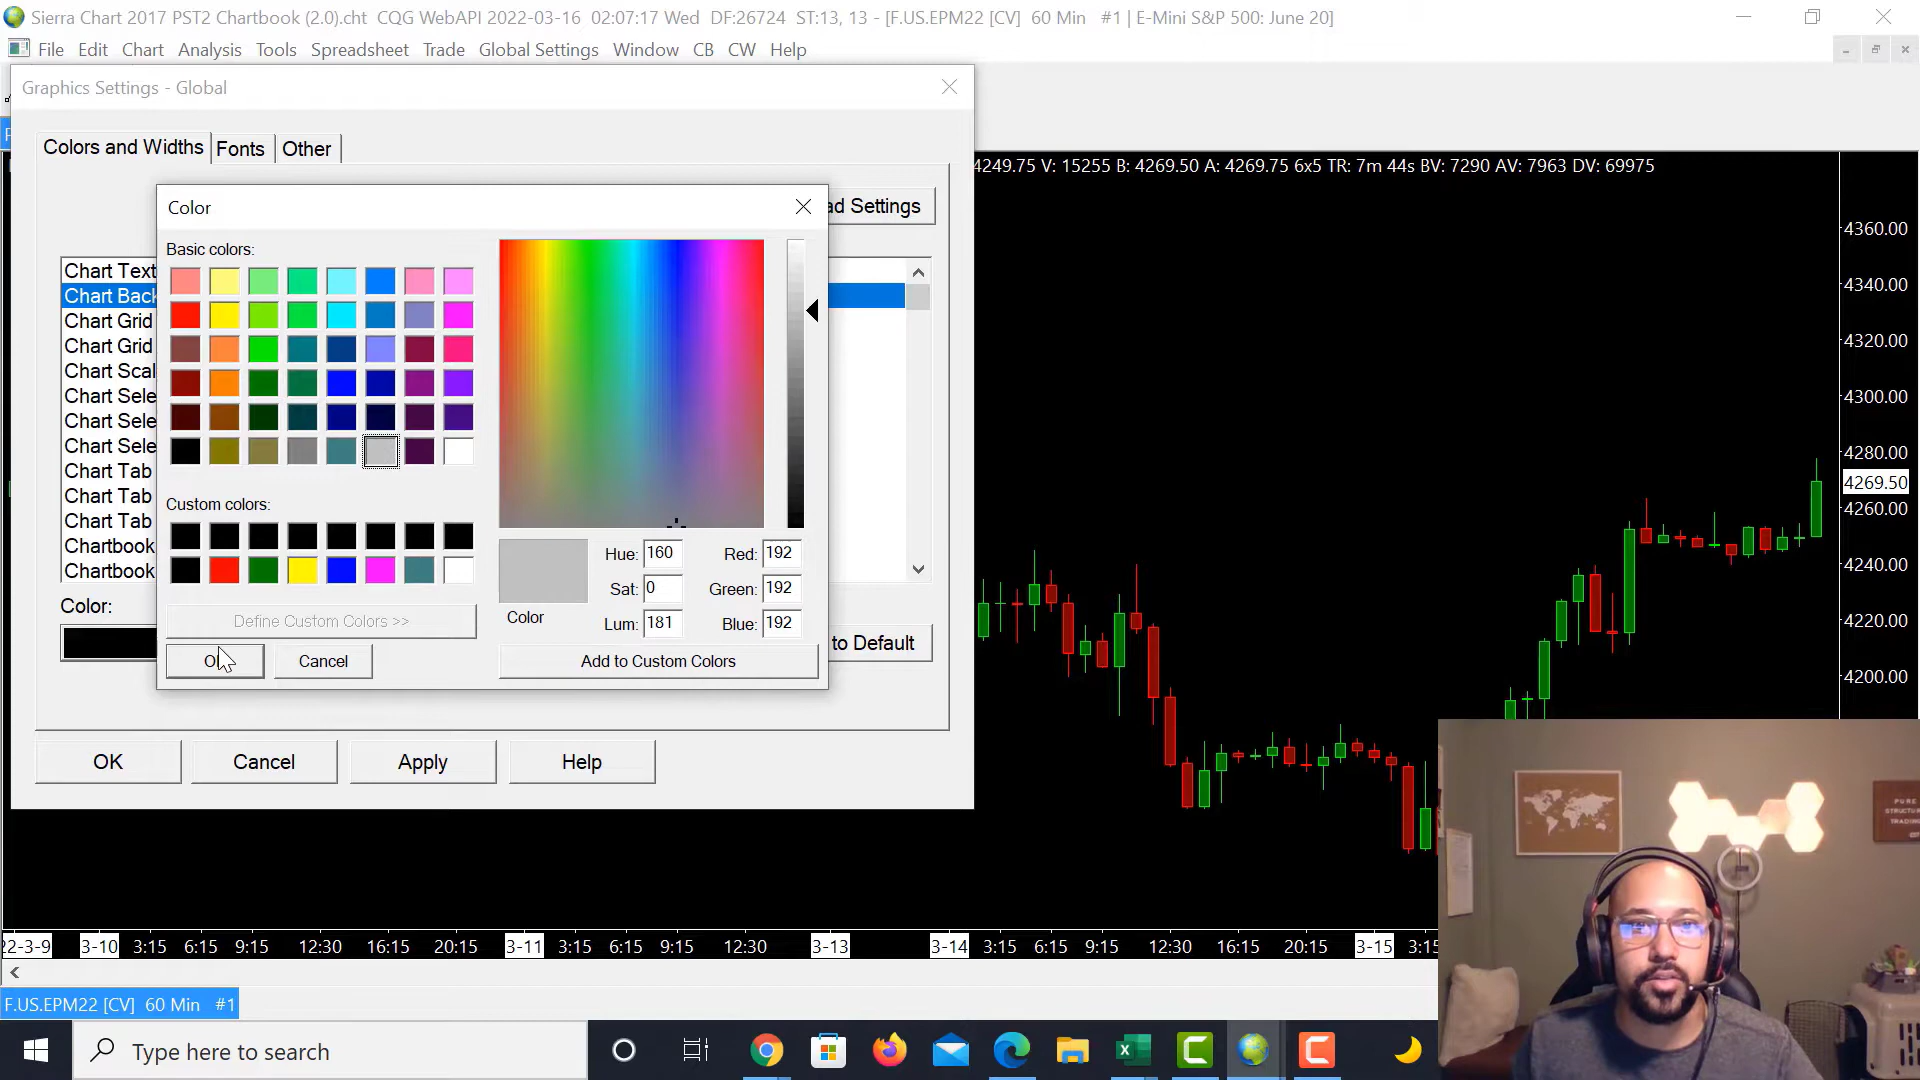 Sierra Chart 2017 PST2 Chartbook (2.0).cht CQG WebAPI 2022-03-16 02:07:17 Wed DF:26724 ST:13, 13 - [F.US.EPM22 [CV] 60 Min #1 | E-Mini S&P 500: June 20]
File Edit Chart Analysis Tools Spreadsheet Trade Global Settings Window CB CW Help
Graphics Settings - Global
Colors and Widths Fonts Other
4249.75 V: 15255 B: 4269.50 A: 4269.75 6x5 TR: 7m 44s BV: 7290 AV: 7963 DV: 69975
Color
ad Settings
Basic colors:
Chart Text
Chart Back
Chart Grid
Chart Grid
Chart Scal
Chart Sele
Chart Sele
Chart Sele
Chart Tab
Chart Tab
Chart Tab
Chartbook
Chartbook
Custom colors:
Hue: 160 Red: 192
Sat: 0 Green: 192
Lum: 181 Blue: 192
Color
Color:
Define Custom Colors >>
to Default
Cancel
Add to Custom Colors
OK Cancel Apply Help
4360.00
4340.00
4320.00
4300.00
4280.00
4269.50
4260.00
4240.00
4220.00
4200.00
PURE
STRUCTURE
TRADING
22-3-9 3-10 3:15 6:15 9:15 12:30 16:15 20:15 3-11 3:15 6:15 9:15 12:30 3-13 3-14 3:15 6:15 9:15 12:30 16:15 20:15 3-15 3:15
F.US.EPM22 [CV] 60 Min #1
Type here to search